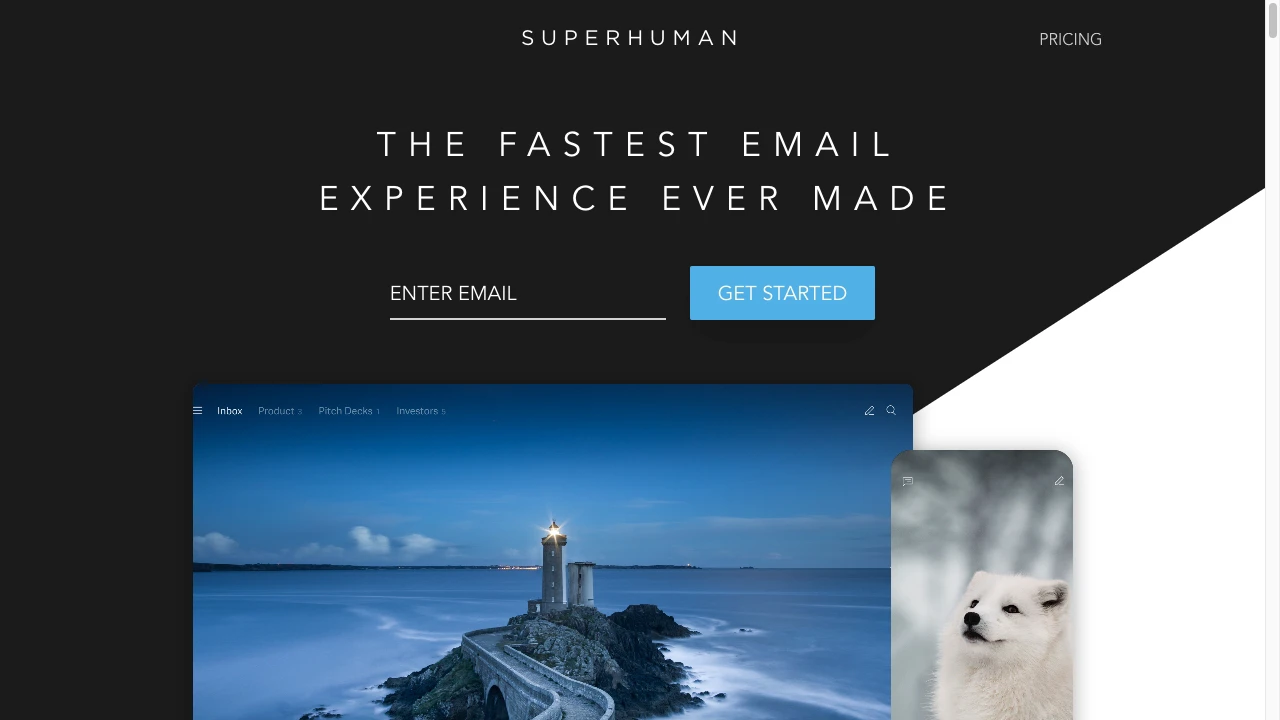 SUPERHUMAN
PRICING
THE FASTEST EMAIL
EXPERIENCE EVER MADE
ENTER EMAIL
GET STARTED
Inbox Product 3 Pitch Decks 1 Investors 5